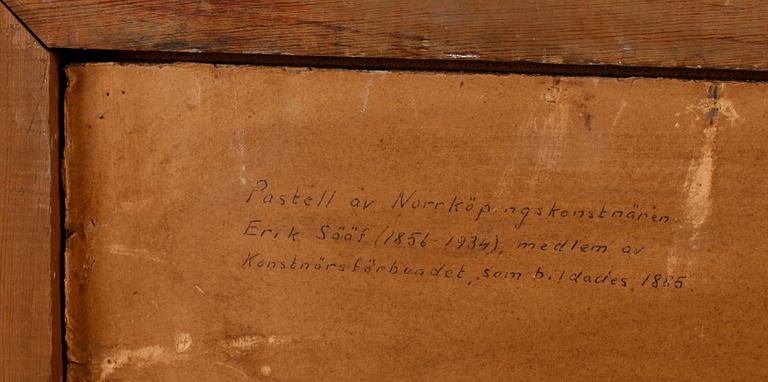 Pastell av Norrköpingskonstnären
Erik Sääf (1856-1934), medlem av
Konstnärsförbundet, som bildades 1885.